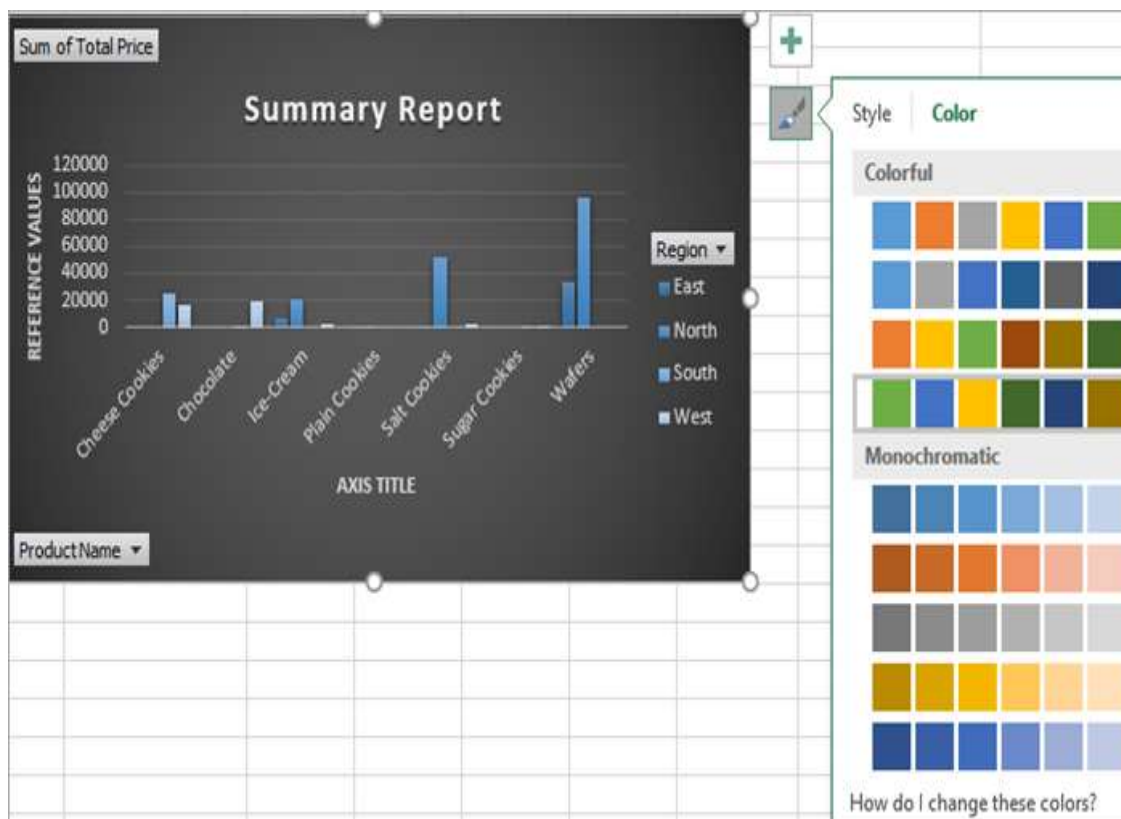 Sum of Total Price
Summary Report
REFERENCE VALUES
120000
100000
80000
60000
40000
20000
0
Cheese Cookies
Chocolate
Ice-Cream
Plain Cookies
Salt Cookies
Sugar Cookies
Wafers
AXIS TITLE
Region
East
North
South
West
ProductName
Style
Color
Colorful
Monochromatic
How do I change these colors?